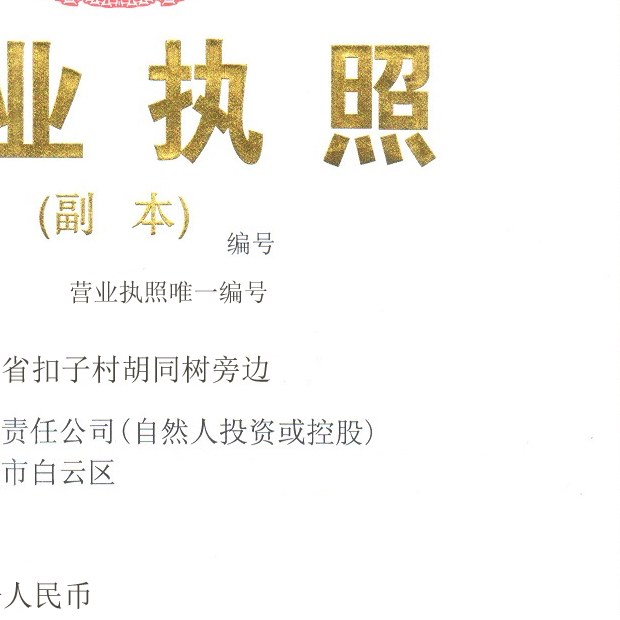 业执照
(副 本)
编号
营业执照唯一编号
省扣子村胡同树旁边
责任公司(自然人投资或控股)
市白云区
人民币